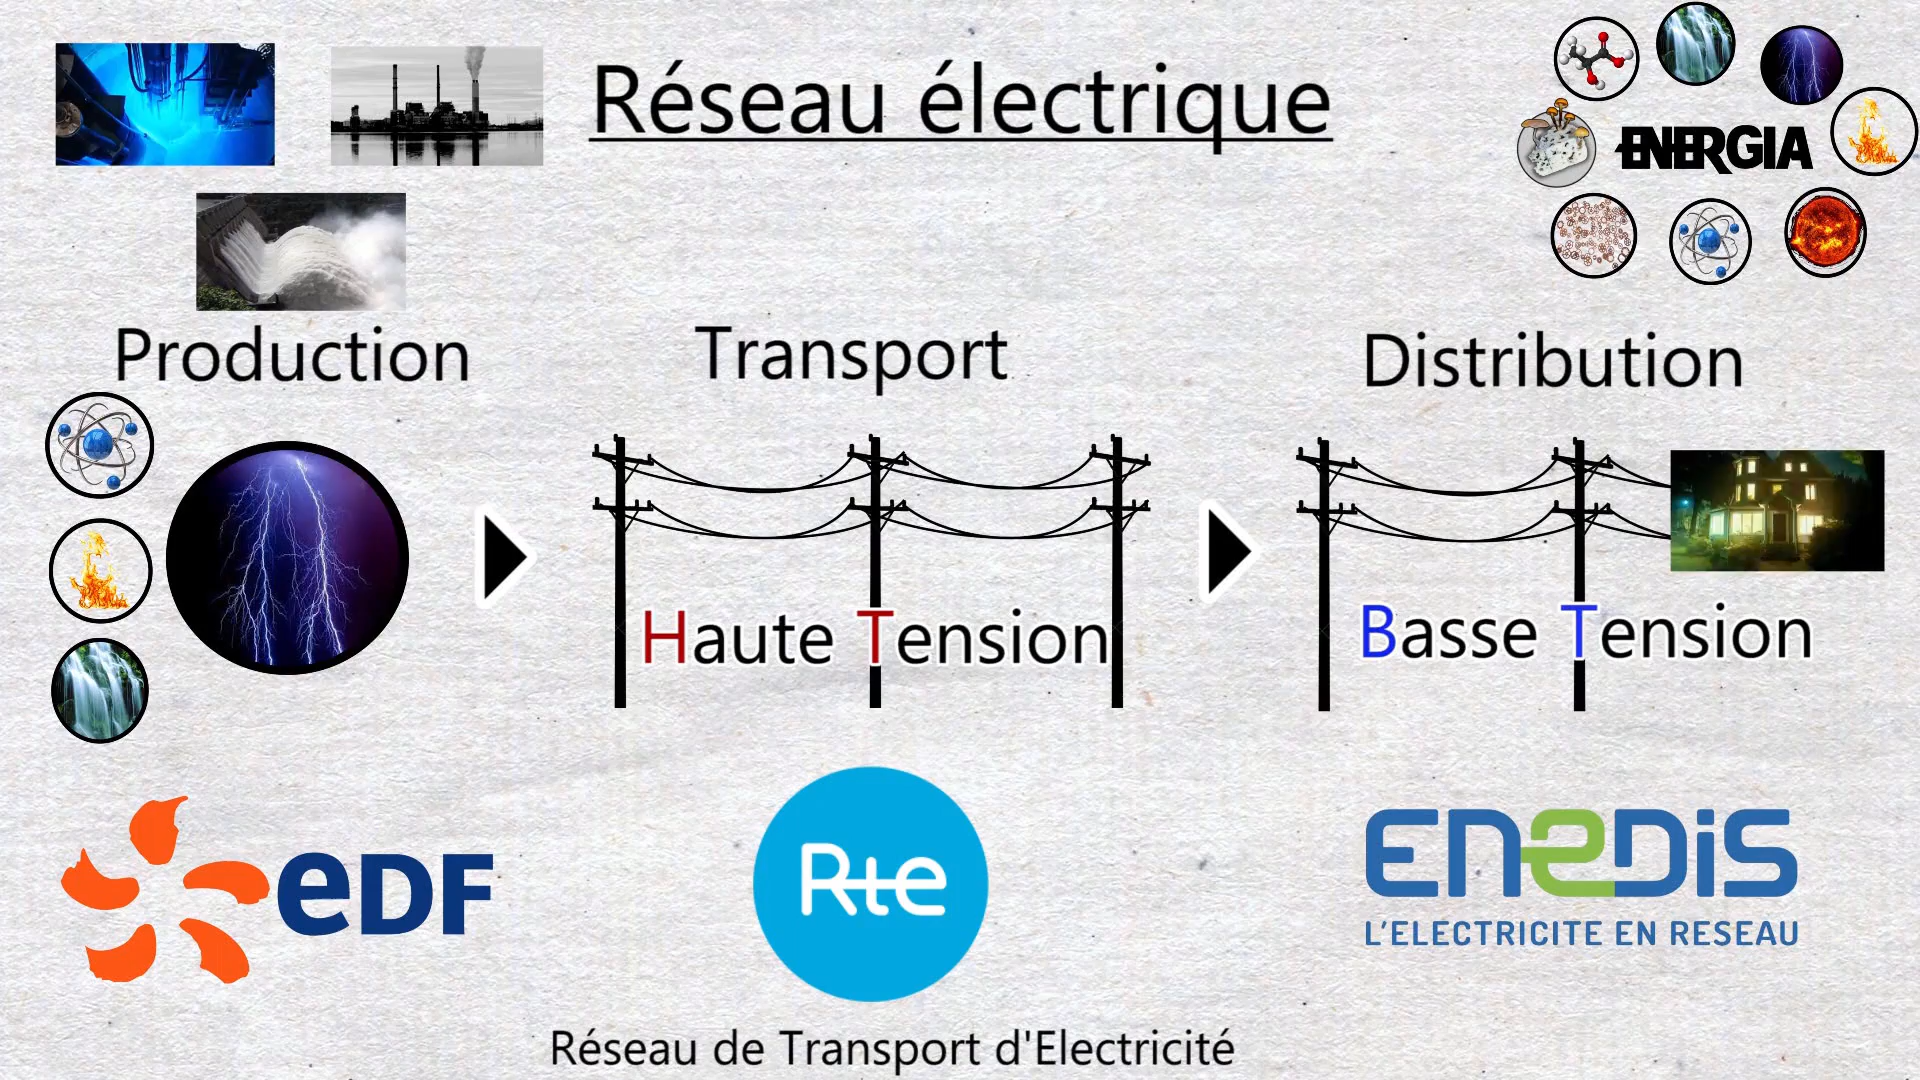 Réseau électrique
ENERGIA
Production
Transport
Distribution
Haute Tension
Basse Tension
eDF
Rte
ENEDIS
L'ELECTRICITE EN RESEAU
Réseau de Transport d'Electricité